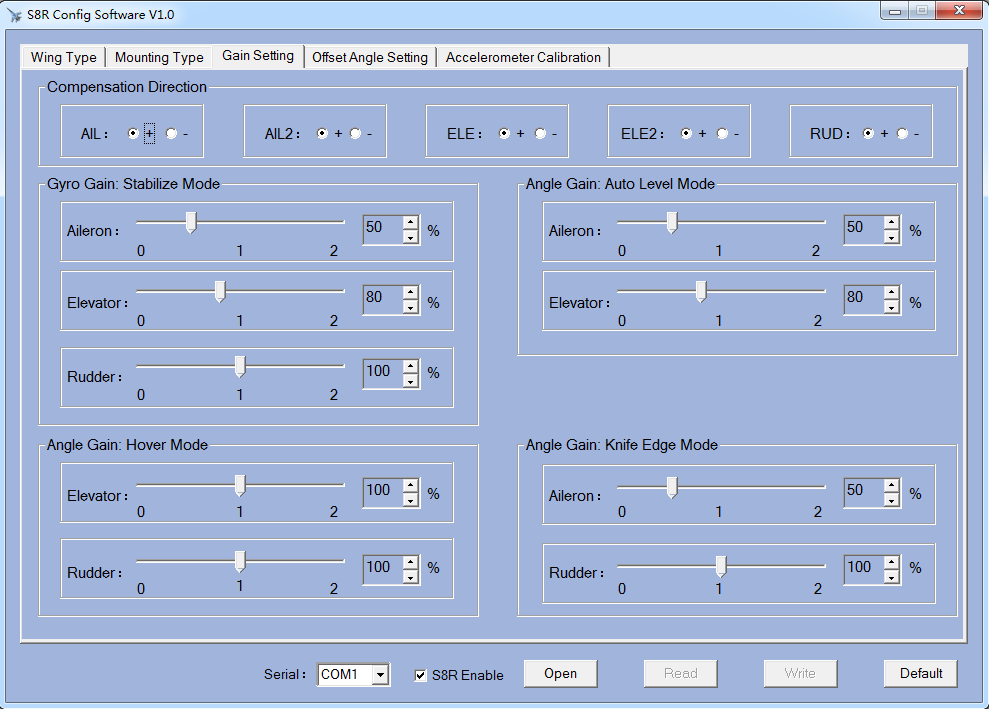 S8R Config Software V1.0
Wing Type Mounting Type Gain Setting Offset Angle Setting Accelerometer Calibration
Compensation Direction
AIL: + - AIL2: + - ELE: + - ELE2: + - RUD: + -
Gyro Gain: Stabilize Mode
Aileron: 50 %
0 1 2
Elevator: 80 %
0 1 2
Rudder: 100 %
0 1 2
Angle Gain: Auto Level Mode
Aileron: 50 %
0 1 2
Elevator: 80 %
0 1 2
Angle Gain: Hover Mode
Elevator: 100 %
0 1 2
Rudder: 100 %
0 1 2
Angle Gain: Knife Edge Mode
Aileron: 50 %
0 1 2
Rudder: 100 %
0 1 2
Serial: COM1 S8R Enable Open Read Write Default